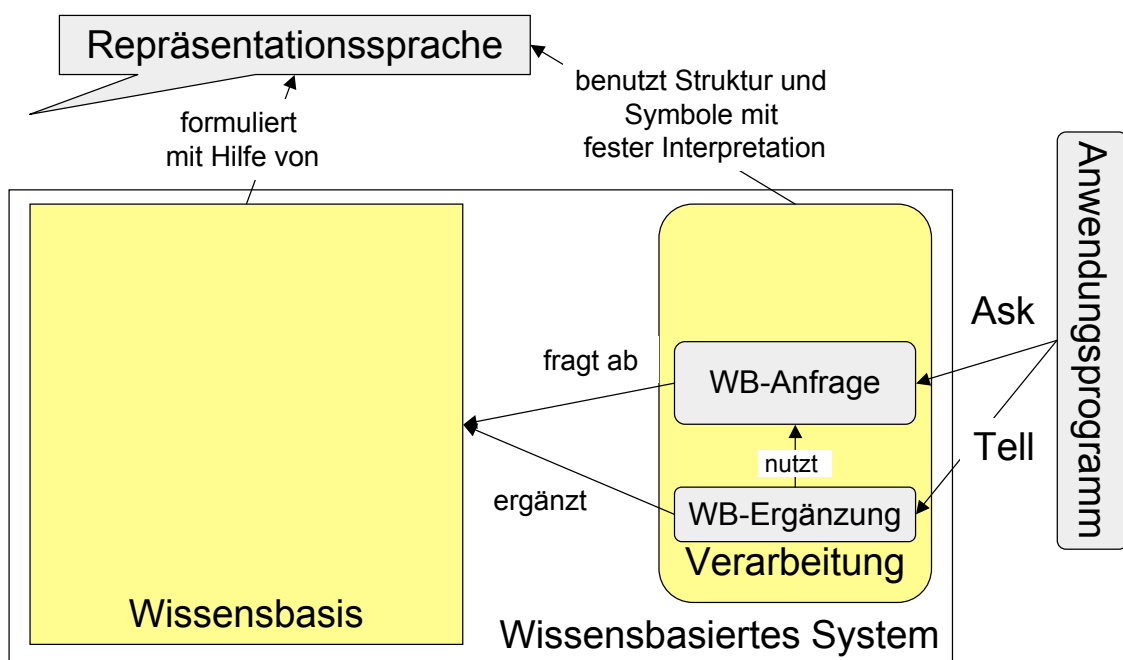 Repräsentationssprache
benutzt Struktur und
Symbole mit
fester Interpretation
formuliert
mit Hilfe von
Anwendungsprogramm
Ask
fragt ab
WB-Anfrage
Tell
nutzt
ergänzt
WB-Ergänzung
Verarbeitung
Wissensbasis
Wissensbasiertes System